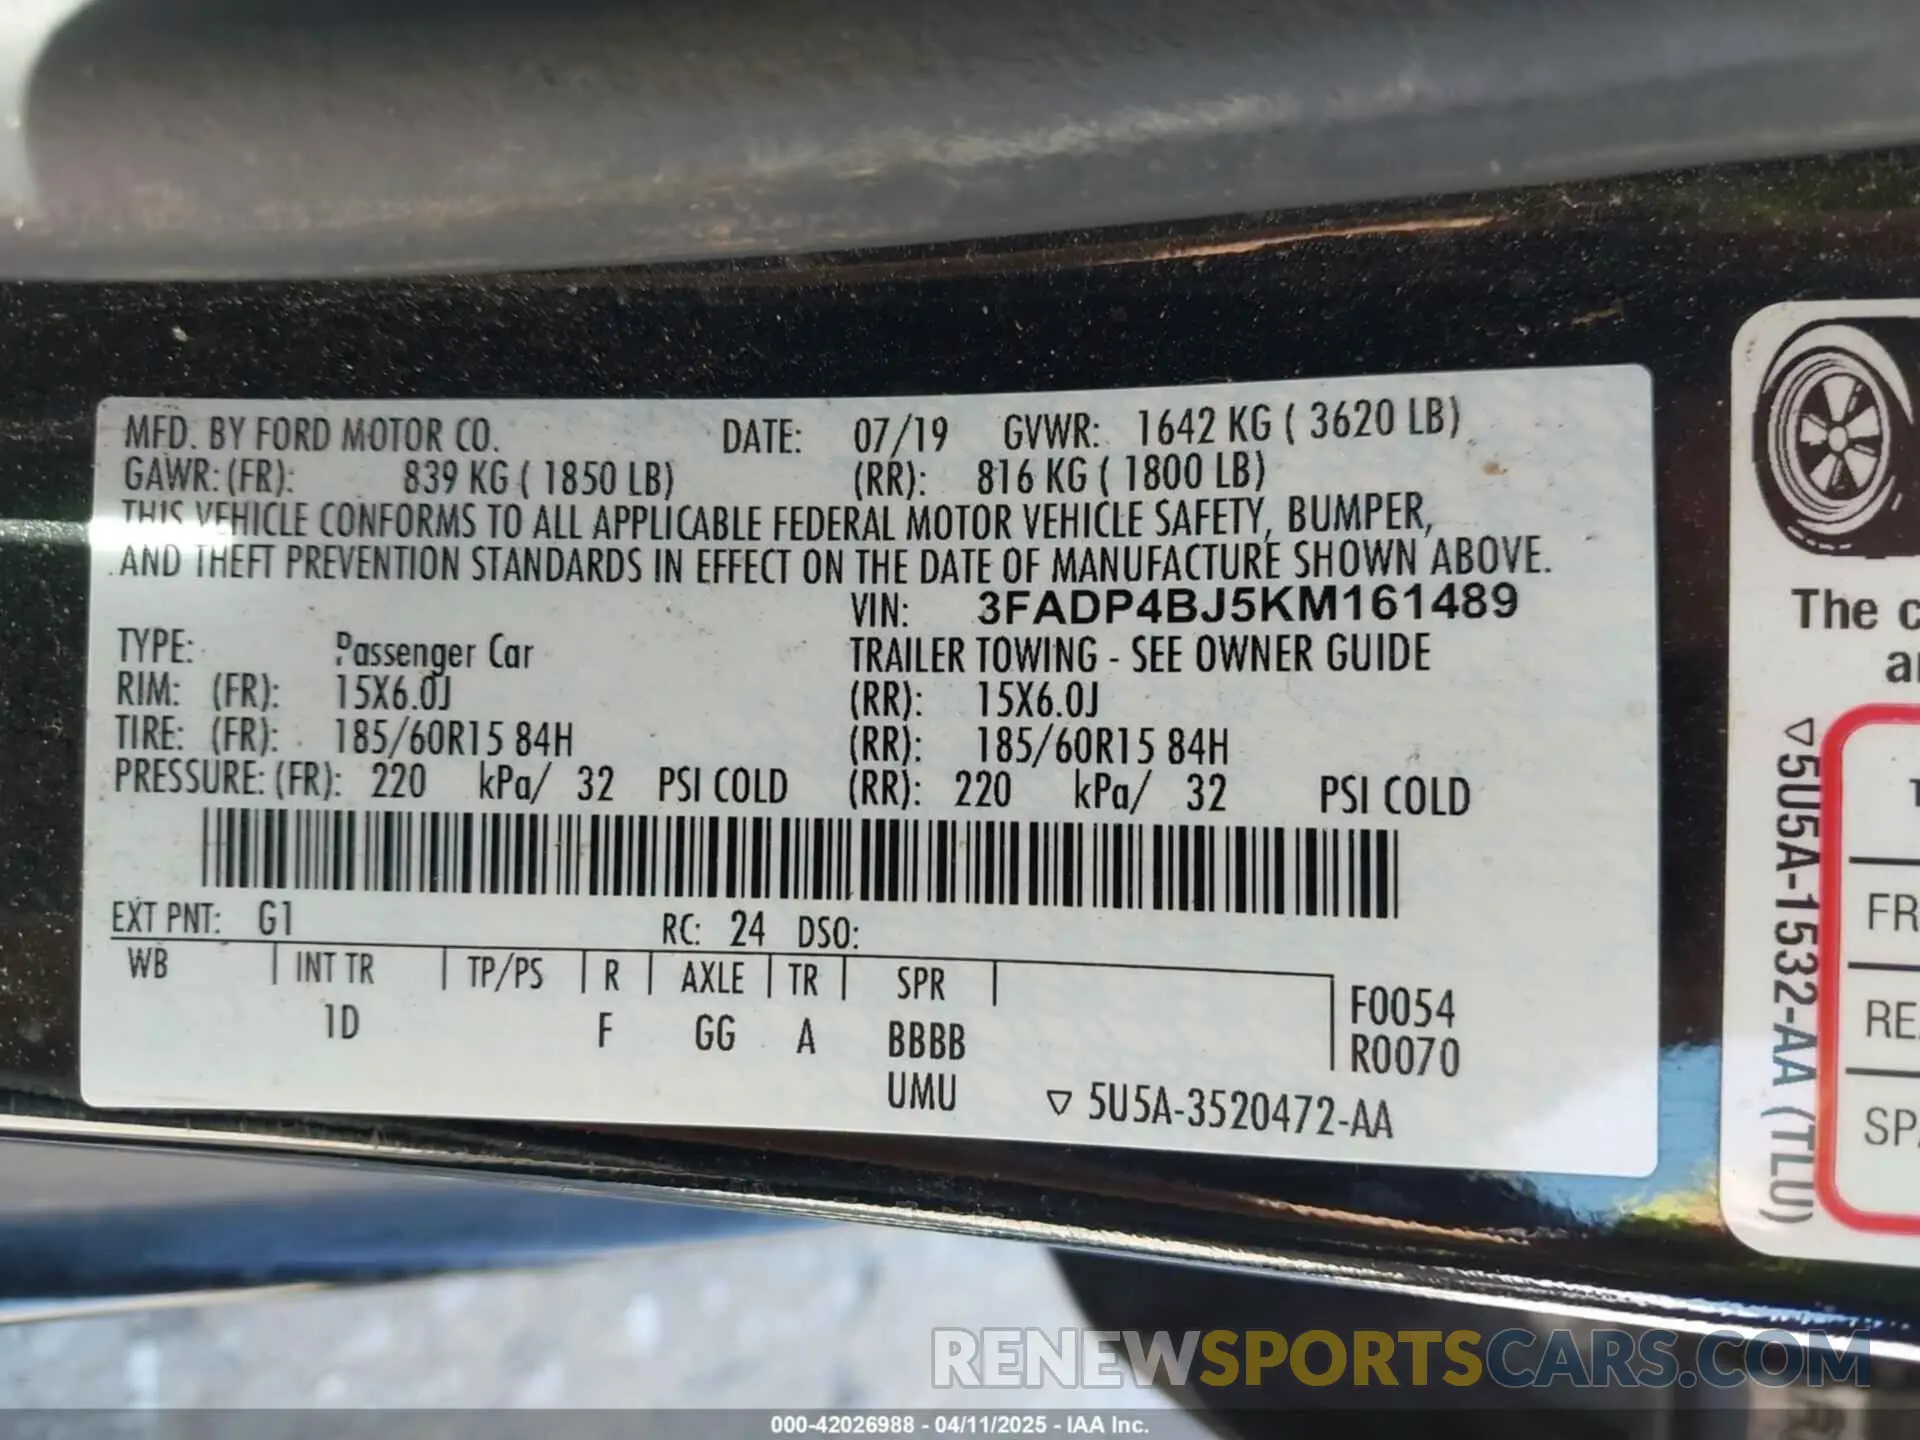 MFD. BY FORD MOTOR CO. DATE: 07/19 GVWR: 1642 KG ( 3620 LB)
GAWR: (FR): 839 KG ( 1850 LB) (RR): 816 KG ( 1800 LB)
THIS VEHICLE CONFORMS TO ALL APPLICABLE FEDERAL MOTOR VEHICLE SAFETY, BUMPER,
AND THEFT PREVENTION STANDARDS IN EFFECT ON THE DATE OF MANUFACTURE SHOWN ABOVE.
VIN: 3FADP4BJ5KM161489
TYPE: Passenger Car TRAILER TOWING - SEE OWNER GUIDE
RIM: (FR): 15X6.0J (RR): 15X6.0J
TIRE: (FR): 185/60R15 84H (RR): 185/60R15 84H
PRESSURE: (FR): 220 kPa/ 32 PSI COLD (RR): 220 kPa/ 32 PSI COLD
EXT PNT: G1 RC: 24 DSO:
WB INT TR TP/PS R AXLE TR SPR
1D F GG A BBBB
UMU
F0054
R0070
▽ 5U5A-3520472-AA
The c
a
▽5U5A-1532-AA (TLU)
T
FR
RE
SPA
RENEWSPORTSCARS.COM
000-42026988 - 04/11/2025 - IAA Inc.